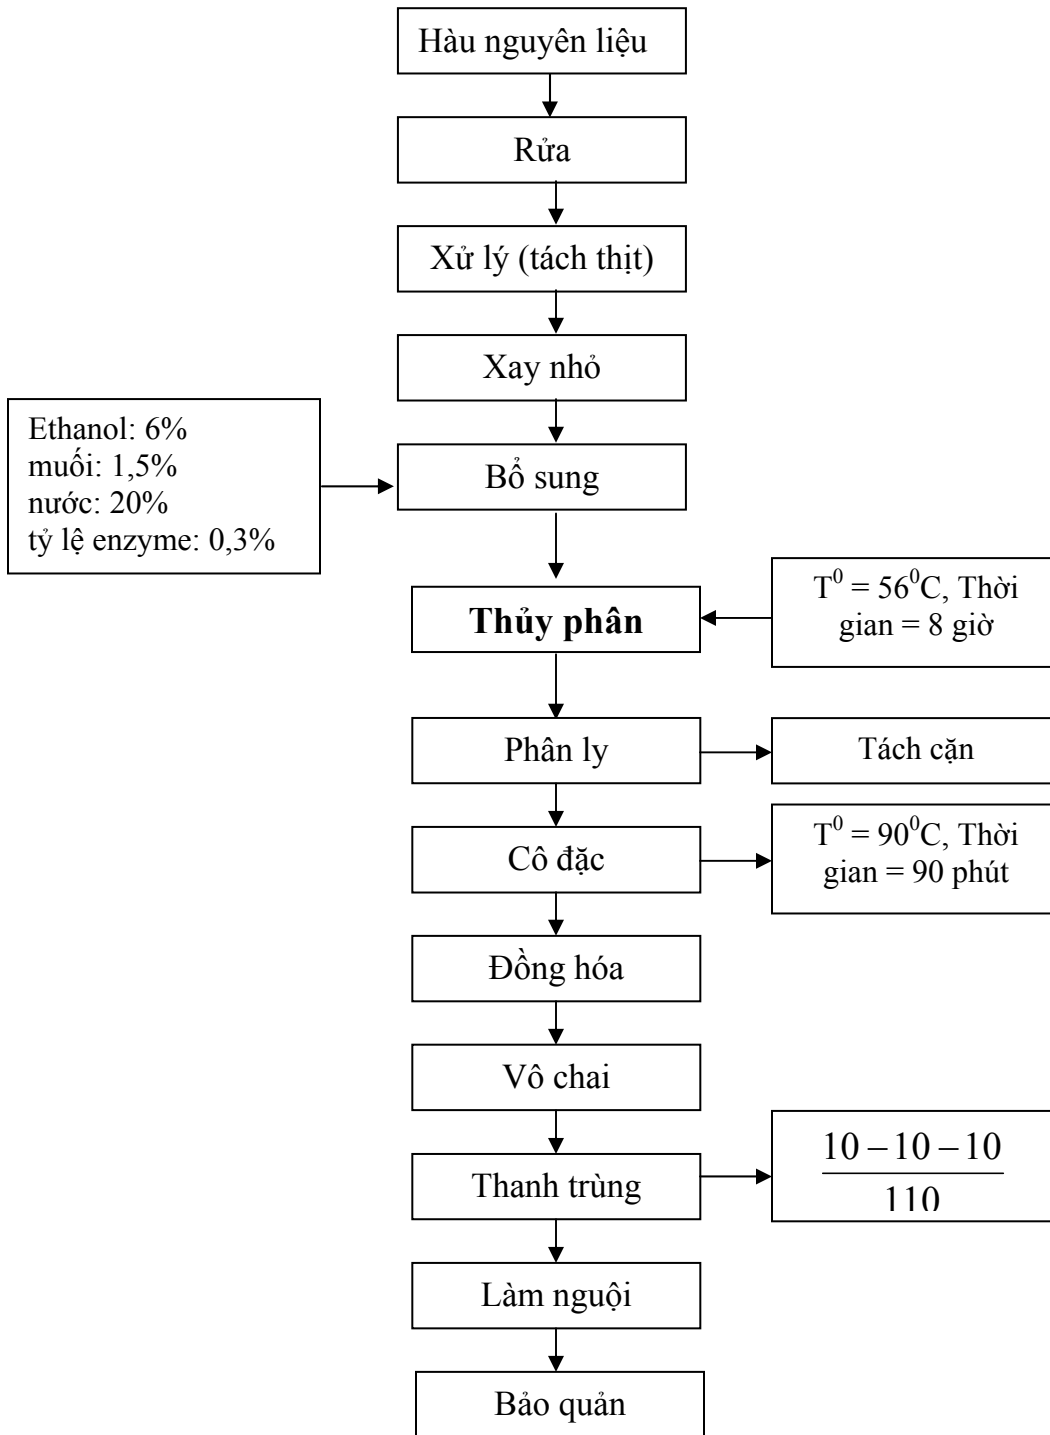 Hàu nguyên liệu
Rửa
Xử lý (tách thịt)
Xay nhỏ
Ethanol: 6%
muối: 1,5%
nước: 20%
tỷ lệ enzyme: 0,3%
Bổ sung
T⁰ = 56⁰C, Thời
gian = 8 giờ
Thủy phân
Phân ly
Tách cặn
Cô đặc
T⁰ = 90⁰C, Thời
gian = 90 phút
Đồng hóa
Vô chai
Thanh trùng
10 – 10 – 10
110
Làm nguội
Bảo quản